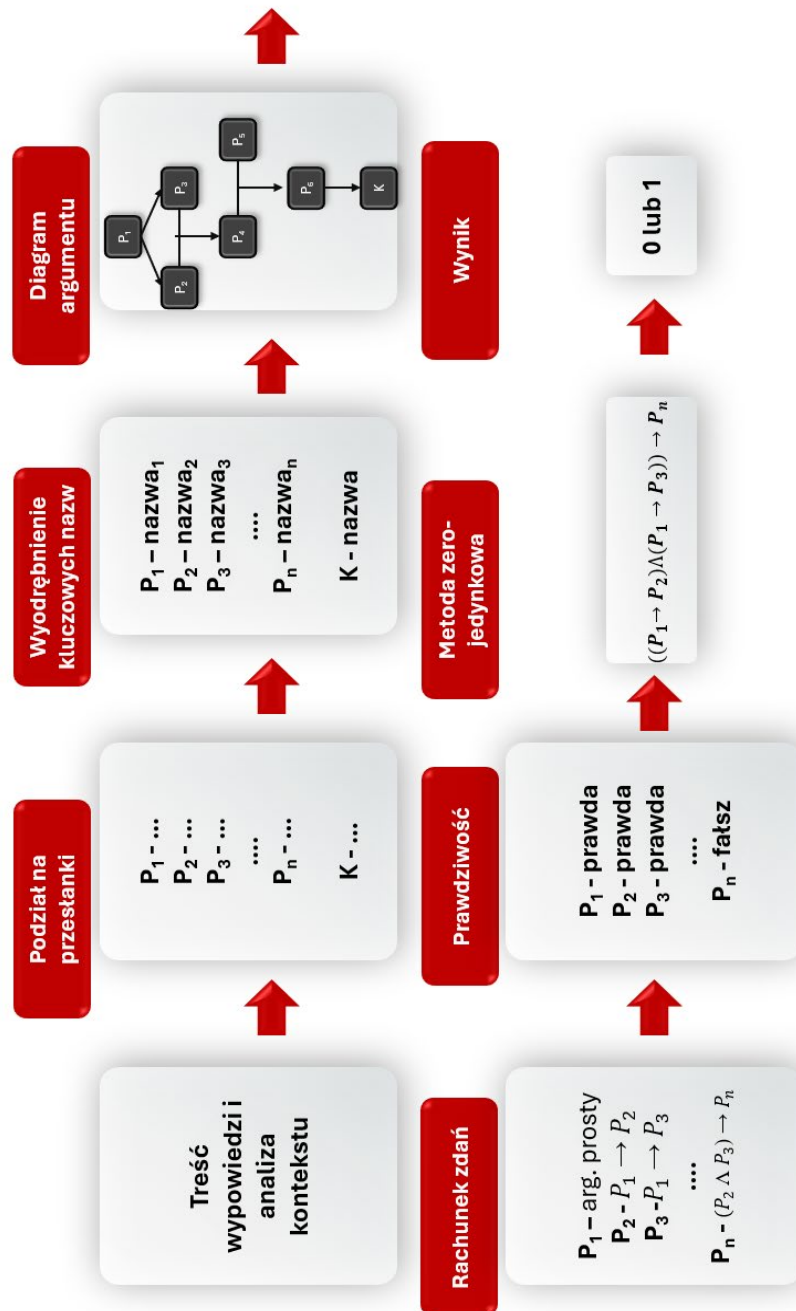 Treść
wypowiedzi i
analiza
kontekstu
Podział na
przesłanki
P₁ - ...
P₂ - ...
P₃ - ...
....
Pₙ - ...
K - ...
Wyodrębnienie
kluczowych nazw
P₁ – nazwa₁
P₂ – nazwa₂
P₃ – nazwa₃
....
Pₙ – nazwaₙ
K - nazwa
Diagram
argumentu
P₁
P₂
P₃
P₄
P₅
P₆
K
Rachunek zdań
P₁ – arg. prosty
P₂ - P₁ → P₂
P₃ - P₁ → P₃
....
Pₙ - (P₂ Λ P₃) → Pₙ
Prawdziwość
P₁ - prawda
P₂ - prawda
P₃ - prawda
....
Pₙ - fałsz
Metoda zero-
jedynkowa
((P₁ → P₂)Λ(P₁ → P₃)) → Pₙ
Wynik
0 lub 1